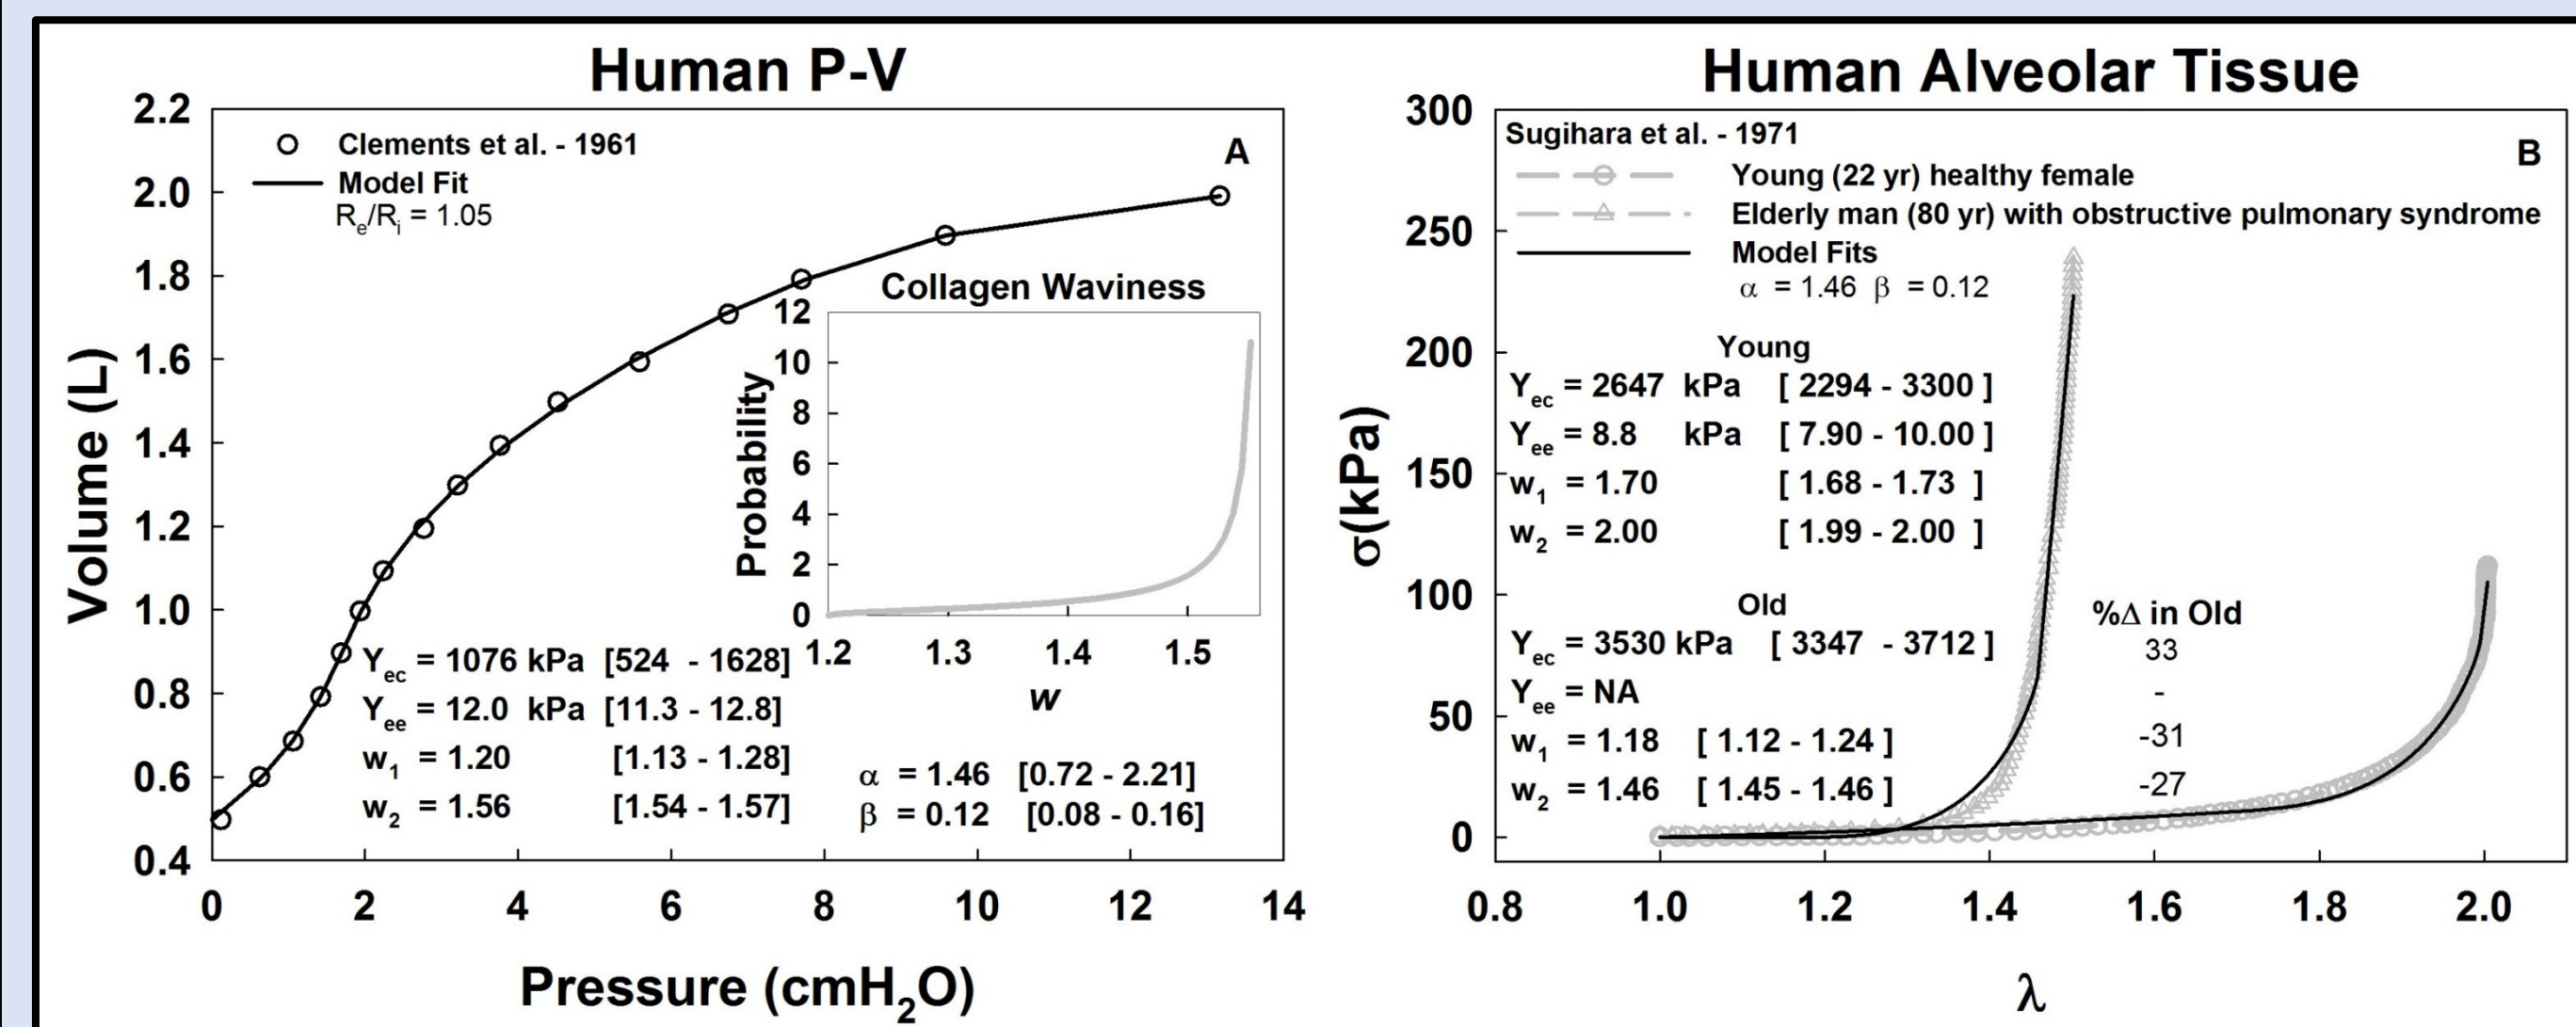 Human P-V
2.2
2.0
1.8
1.6
1.4
1.2
1.0
0.8
0.6
0.4
Volume (L)
Clements et al. - 1961
Model Fit
Re/Ri = 1.05
A
Collagen Waviness
12
10
8
6
4
2
0
Probability
1.2 1.3 1.4 1.5
w
Yec = 1076 kPa [524 - 1628]
Yee = 12.0 kPa [11.3 - 12.8]
w1 = 1.20 [1.13 - 1.28]
w2 = 1.56 [1.54 - 1.57]
α = 1.46 [0.72 - 2.21]
β = 0.12 [0.08 - 0.16]
0 2 4 6 8 10 12 14
Pressure (cmH2O)
Human Alveolar Tissue
300
250
200
150
100
50
0
σ(kPa)
Sugihara et al. - 1971
B
Young (22 yr) healthy female
Elderly man (80 yr) with obstructive pulmonary syndrome
Model Fits
α = 1.46 β = 0.12
Young
Yec = 2647 kPa [ 2294 - 3300 ]
Yee = 8.8 kPa [ 7.90 - 10.00 ]
w1 = 1.70 [ 1.68 - 1.73 ]
w2 = 2.00 [ 1.99 - 2.00 ]
Old
%Δ in Old
Yec = 3530 kPa [ 3347 - 3712 ] 33
Yee = NA -
w1 = 1.18 [ 1.12 - 1.24 ] -31
w2 = 1.46 [ 1.45 - 1.46 ] -27
0.8 1.0 1.2 1.4 1.6 1.8 2.0
λ